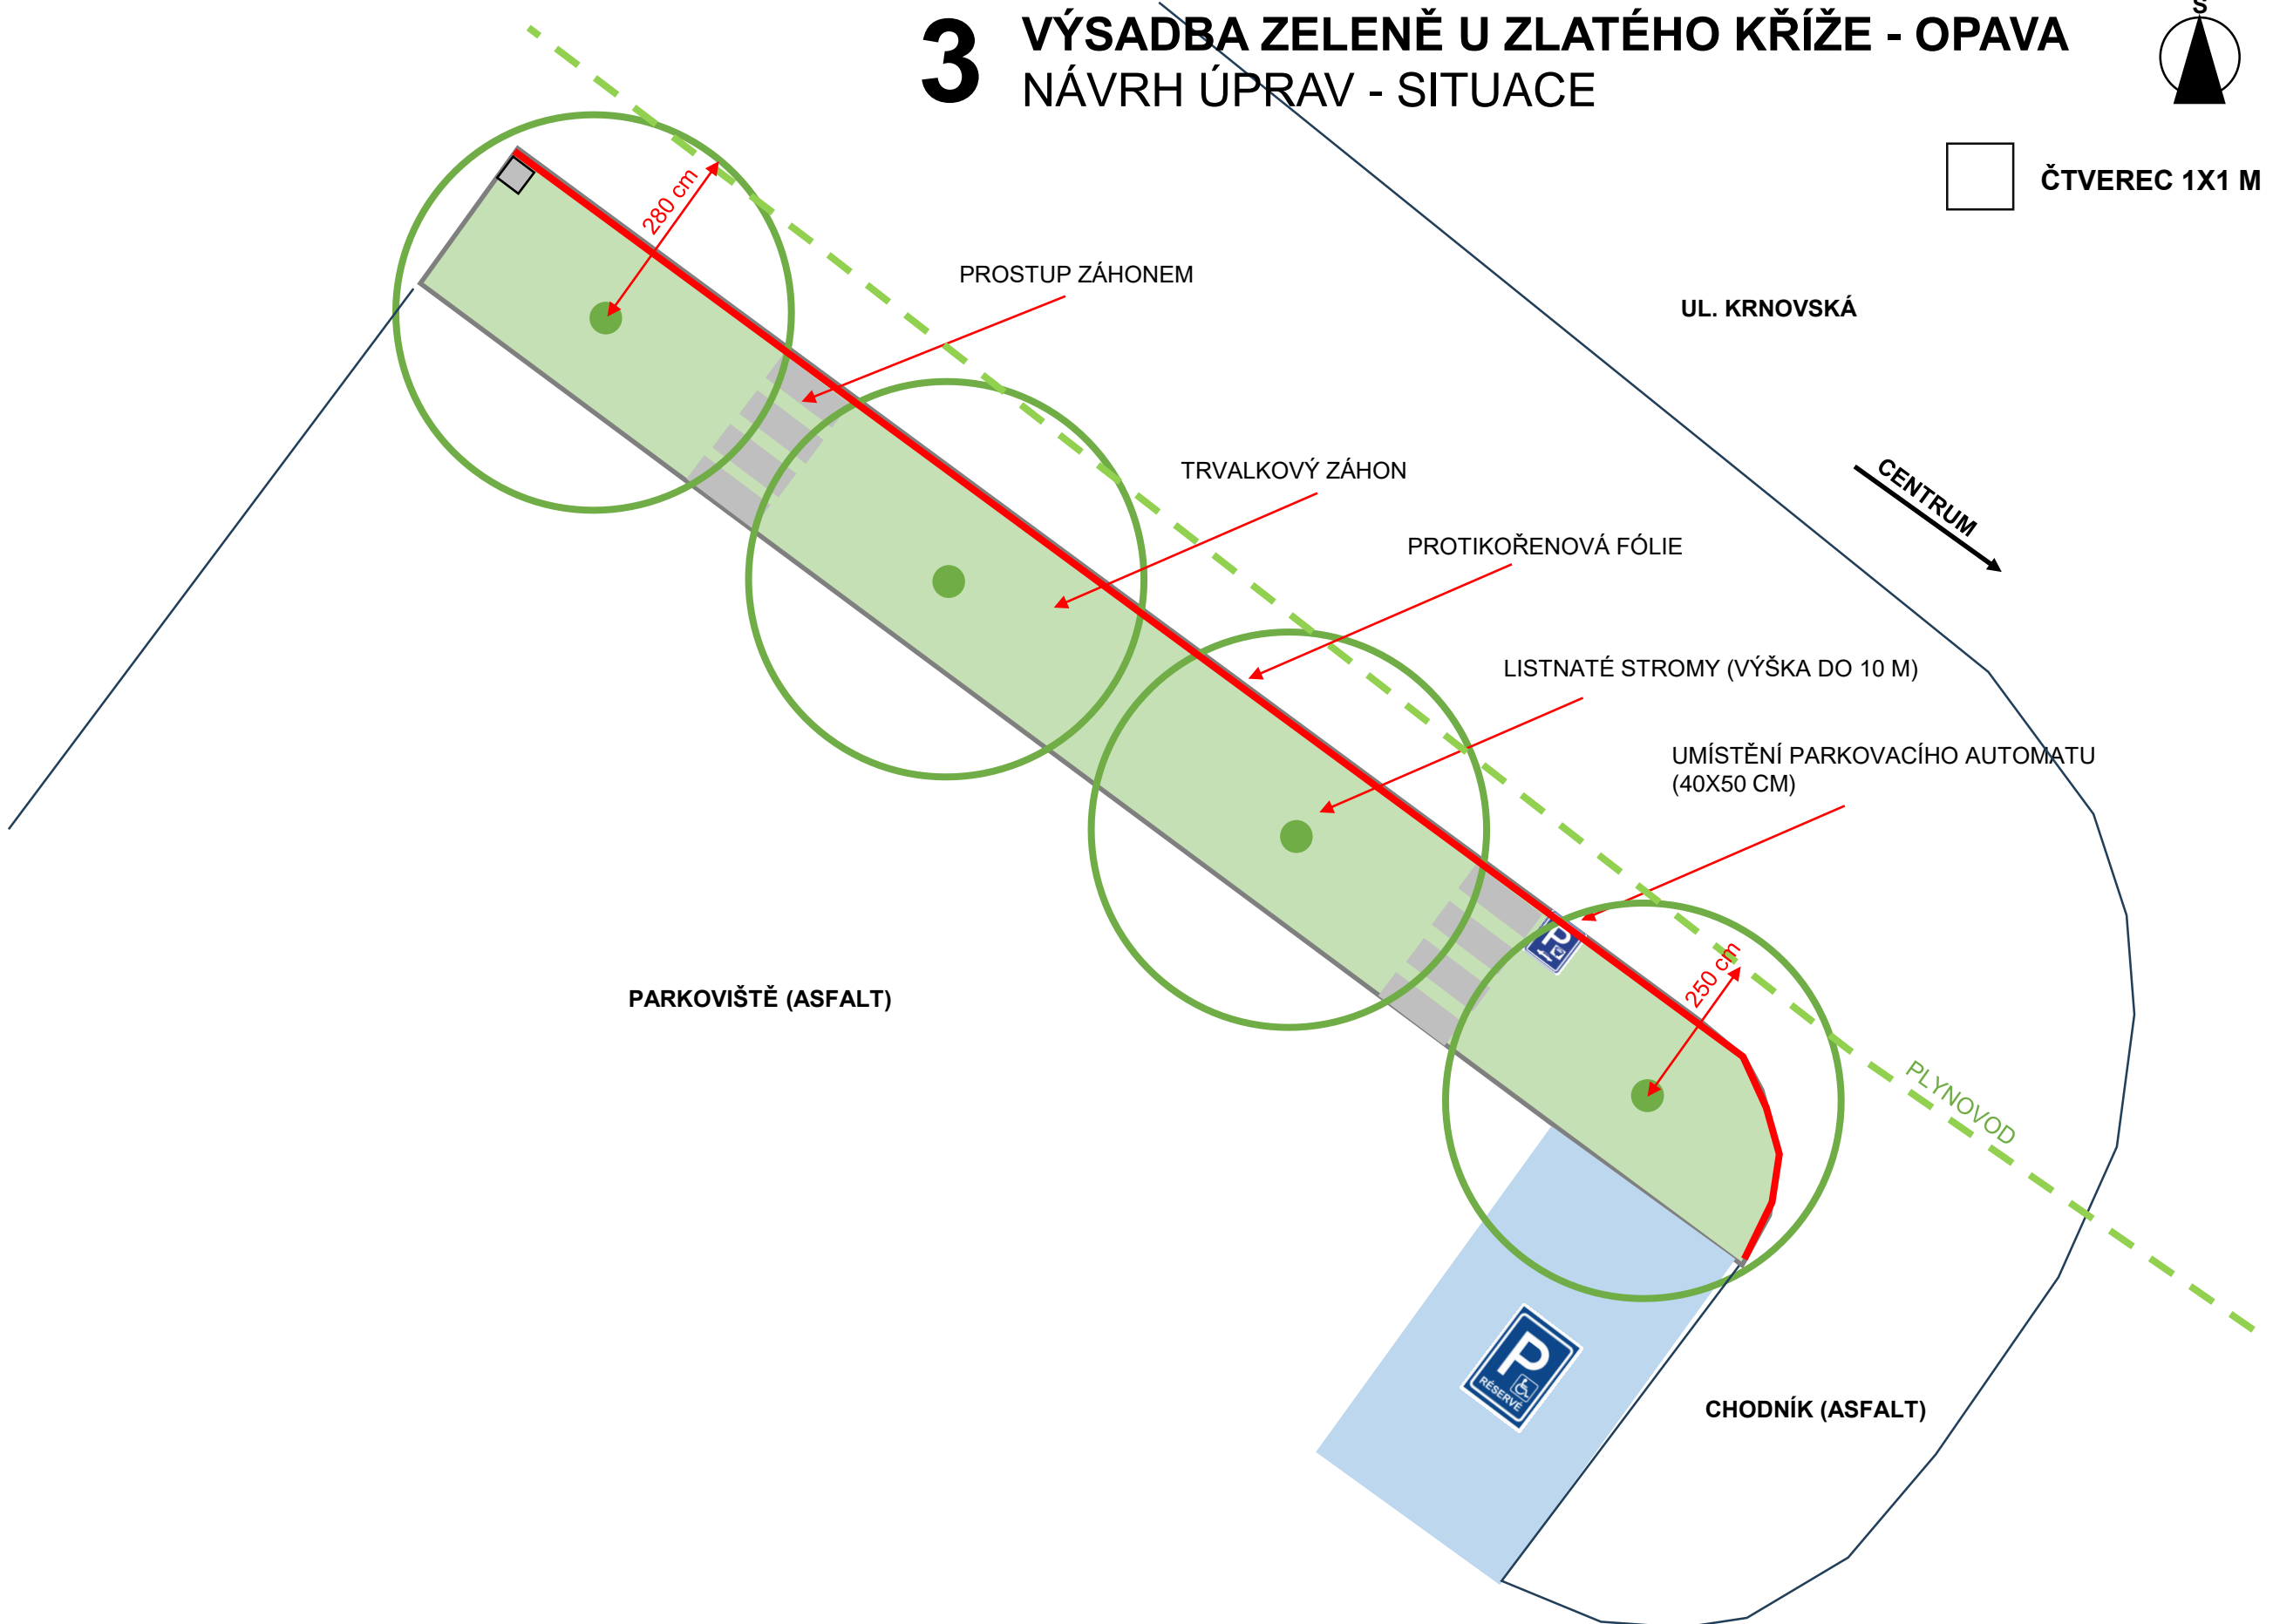 S
3
VÝSADBA ZELENĚ U ZLATÉHO KŘÍŽE - OPAVA
NÁVRH ÚPRAV - SITUACE
ČTVEREC 1X1 M
280 cm
PROSTUP ZÁHONEM
UL. KRNOVSKÁ
TRVALKOVÝ ZÁHON
CENTRUM
PROTIKOŘENOVÁ FÓLIE
LISTNATÉ STROMY (VÝŠKA DO 10 M)
UMÍSTĚNÍ PARKOVACÍHO AUTOMATU
(40X50 CM)
P
250 cm
PARKOVIŠTĚ (ASFALT)
PLYNOVOD
P
RÉSERVÉ
CHODNÍK (ASFALT)